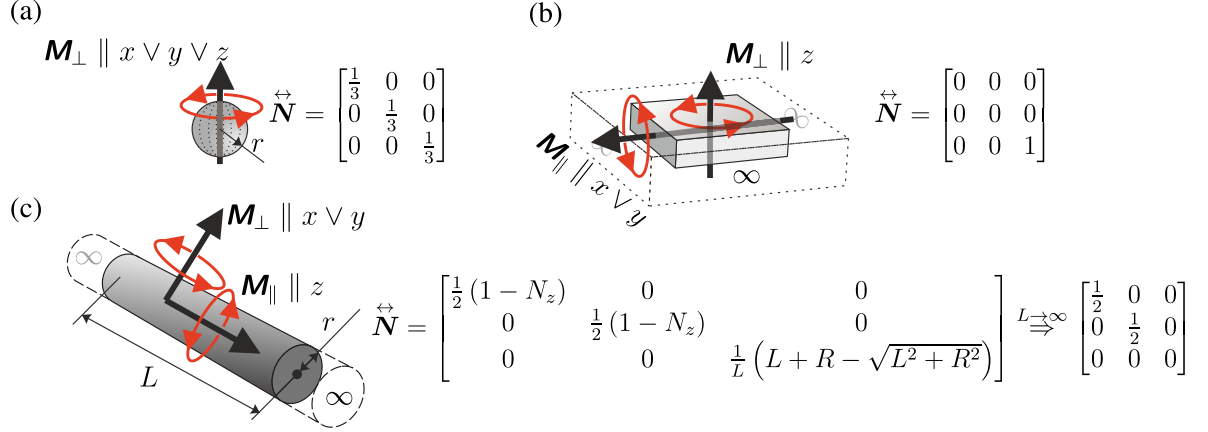 (a)
M⊥ ∥ x ∨ y ∨ z
r
N↔ = [1/3 0 0
0 1/3 0
0 0 1/3]
(b)
M⊥ ∥ z
∞
M∥ ∥ x ∨ y
∞
∞
N↔ = [0 0 0
0 0 0
0 0 1]
(c)
M⊥ ∥ x ∨ y
∞
M∥ ∥ z
r
L
∞
N↔ = [1/2 (1 − N_z) 0 0
0 1/2 (1 − N_z) 0
0 0 1/L (L + R − √(L² + R²))]
L→∞
⇒
[1/2 0 0
0 1/2 0
0 0 0]